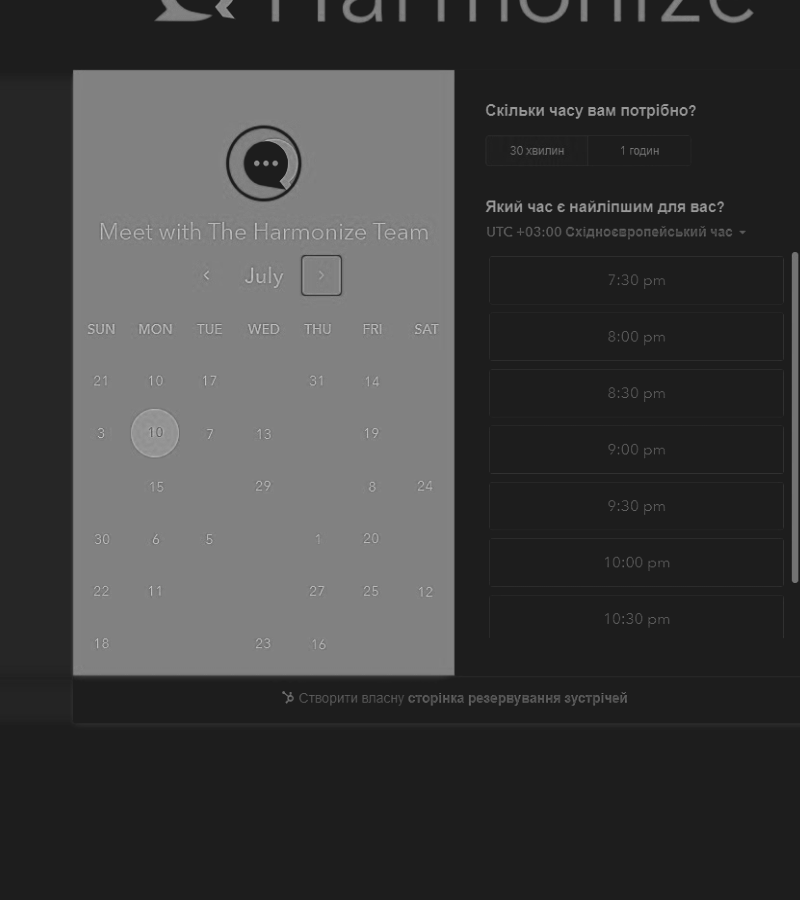 Harmonize
Meet with The Harmonize Team
July
SUN MON TUE WED THU FRI SAT
21 10 17 31 14
3 10 7 13 19
15 29 8 24
30 6 5 1 20
22 11 27 25 12
18 23 16
Скільки часу вам потрібно?
30 хвилин 1 годин
Який час є найліпшим для вас?
UTC +03:00 Східноєвропейський час
7:30 pm
8:00 pm
8:30 pm
9:00 pm
9:30 pm
10:00 pm
10:30 pm
Створити власну сторінка резервування зустрічей